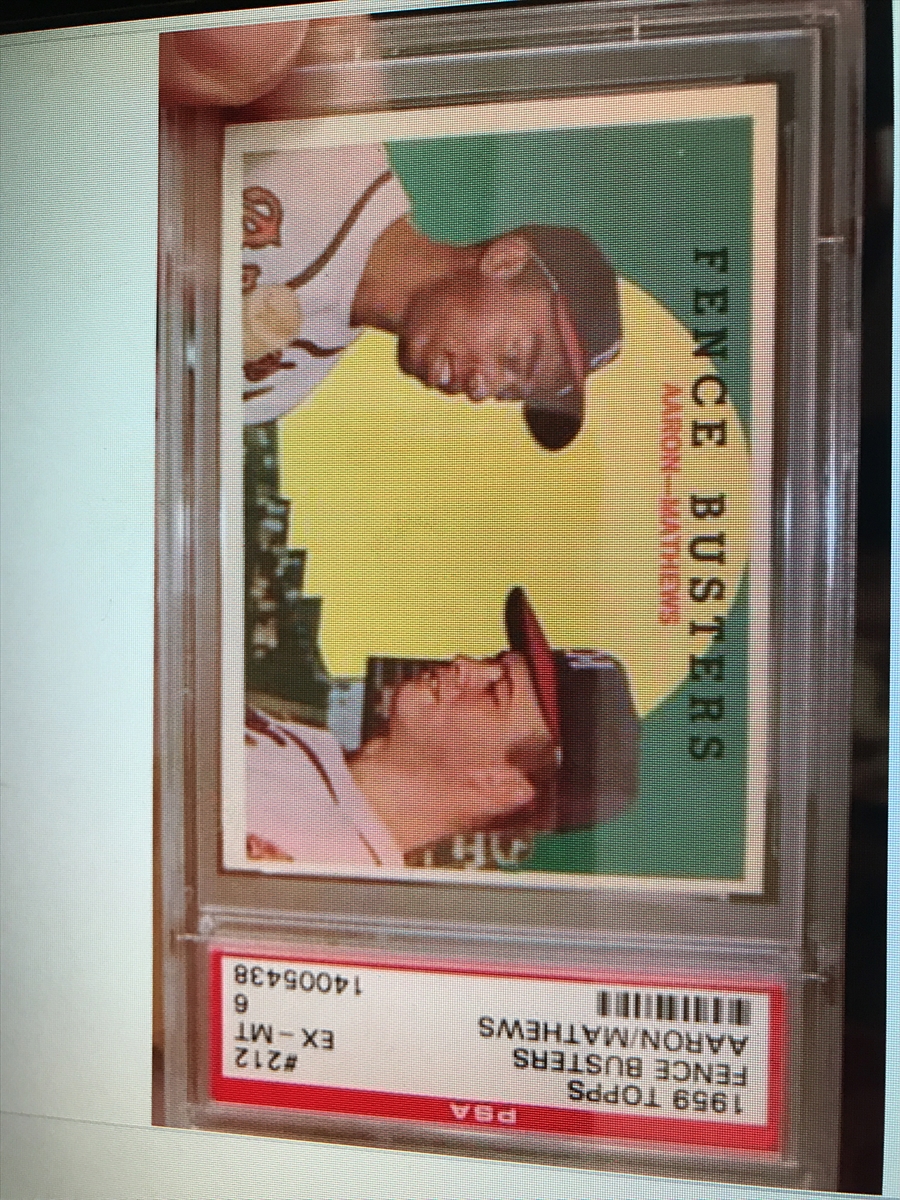 PSA
1959 TOPPS #212
FENCE BUSTERS EX-MT
AARON/MATHEWS 6
14005438
FENCE BUSTERS
AARON—MATHEWS